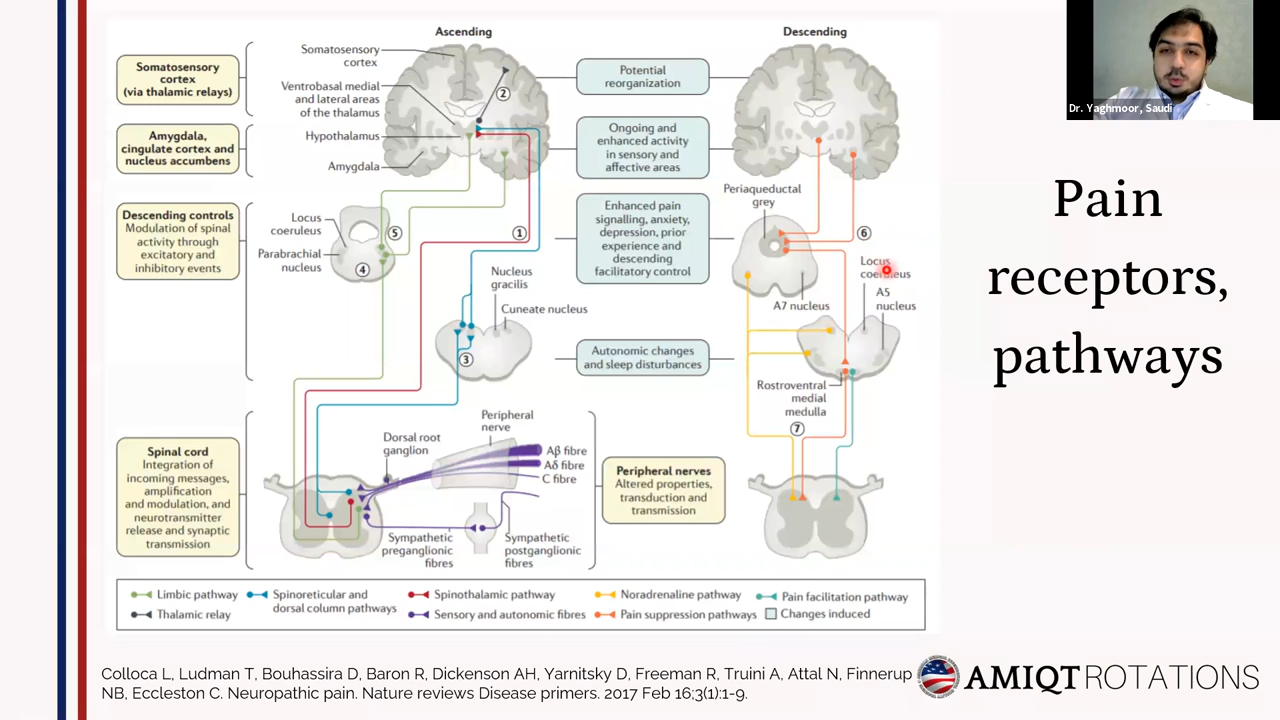 Ascending
Descending
Somatosensory
cortex
(via thalamic relays)
Amygdala,
cingulate cortex and
nucleus accumbens
Descending controls
Modulation of spinal
activity through
excitatory and
inhibitory events
Spinal cord
Integration of
incoming messages,
amplification
and modulation, and
neurotransmitter
release and synaptic
transmission
Somatosensory
cortex
Ventrobasal medial
and lateral areas
of the thalamus
Hypothalamus
Amygdala
2
Locus
coeruleus
Parabrachial
nucleus
5
4
1
Nucleus
gracilis
Cuneate nucleus
3
Dorsal root
ganglion
Peripheral
nerve
Aβ fibre
Aδ fibre
C fibre
Sympathetic
preganglionic
fibres
Sympathetic
postganglionic
fibres
Potential
reorganization
Ongoing and
enhanced activity
in sensory and
affective areas
Enhanced pain
signalling, anxiety,
depression, prior
experience and
descending
facilitatory control
Autonomic changes
and sleep disturbances
Peripheral nerves
Altered properties,
transduction and
transmission
Periaqueductal
grey
6
Locus
coeruleus
A5
nucleus
A7 nucleus
Rostroventral
medial
medulla
7
Limbic pathway
Spinoreticular and
dorsal column pathways
Spinothalamic pathway
Noradrenaline pathway
Pain facilitation pathway
Thalamic relay
Sensory and autonomic fibres
Pain suppression pathways
Changes induced
Dr. Yaghmoor, Saudi
Pain
receptors,
pathways
Colloca L, Ludman T, Bouhassira D, Baron R, Dickenson AH, Yarnitsky D, Freeman R, Truini A, Attal N, Finnerup
NB, Eccleston C. Neuropathic pain. Nature reviews Disease primers. 2017 Feb 16;3(1):1-9.
AMIQT ROTATIONS